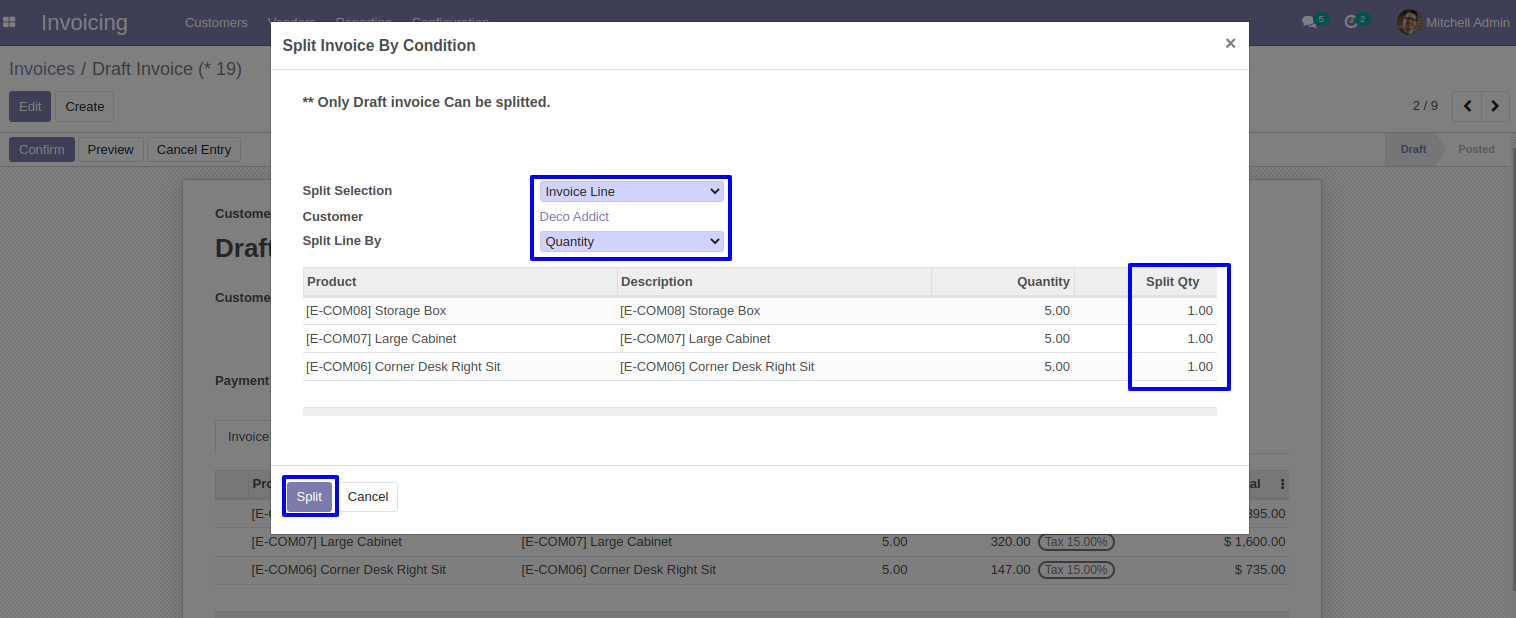 Invoicing Customers Vendors Reporting Configuration 5 2 Mitchell Admin
Split Invoice By Condition ×
Invoices / Draft Invoice (* 19)
** Only Draft invoice Can be splitted.
Edit Create 2 / 9
Confirm Preview Cancel Entry Draft Posted
Split Selection Invoice Line
Custome
Customer Deco Addict
Split Line By Quantity
Draft
Product Description Quantity Split Qty
Custome
[E-COM08] Storage Box [E-COM08] Storage Box 5.00 1.00
[E-COM07] Large Cabinet [E-COM07] Large Cabinet 5.00 1.00
[E-COM06] Corner Desk Right Sit [E-COM06] Corner Desk Right Sit 5.00 1.00
Payment
Invoice
Split Cancel
[E-COM07] Large Cabinet [E-COM07] Large Cabinet 5.00 320.00 Tax 15.00% $ 1,600.00
[E-COM06] Corner Desk Right Sit [E-COM06] Corner Desk Right Sit 5.00 147.00 Tax 15.00% $ 735.00